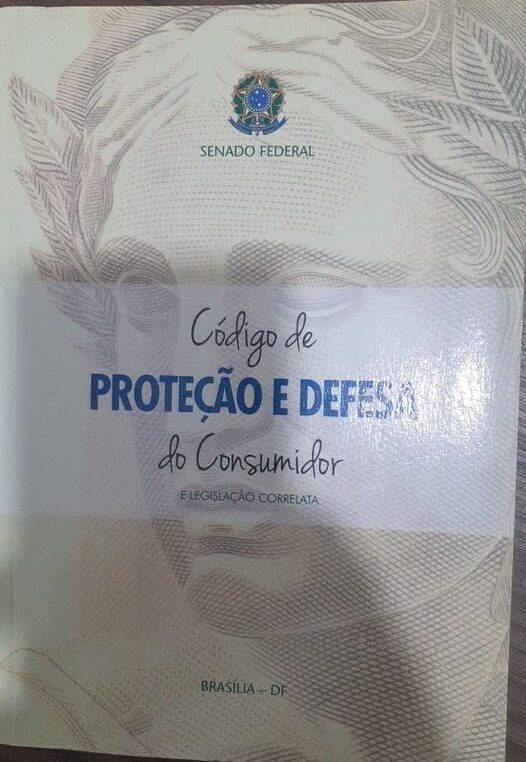 SENADO FEDERAL
Código de
PROTEÇÃO E DEFESA
do Consumidor
E LEGISLAÇÃO CORRELATA
BRASÍLIA – DF